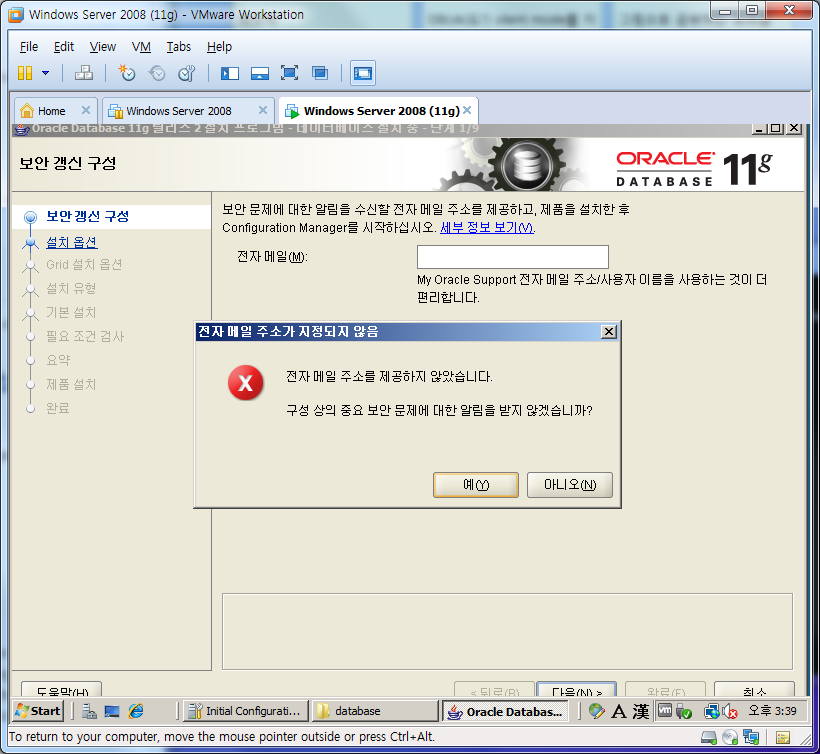 Windows Server 2008 (11g) - VMware Workstation
File Edit View VM Tabs Help
Home Windows Server 2008 Windows Server 2008 (11g)
Oracle Database 11g 릴리스 2 설치 프로그램 - 데이터베이스 설치 중 - 단계 1/9
보안 갱신 구성
ORACLE DATABASE 11g
보안 갱신 구성
설치 옵션
Grid 설치 옵션
설치 유형
기본 설치
필요 조건 검사
요약
제품 설치
완료
보안 문제에 대한 알림을 수신할 전자 메일 주소를 제공하고, 제품을 설치한 후
Configuration Manager를 시작하십시오. 세부 정보 보기(V).
전자 메일(M):
My Oracle Support 전자 메일 주소/사용자 이름을 사용하는 것이 더
편리합니다.
전자 메일 주소가 지정되지 않음
전자 메일 주소를 제공하지 않았습니다.
구성 상의 중요 보안 문제에 대한 알림을 받지 않겠습니까?
예(Y) 아니오(N)
도움말(H) < 뒤로(B) 다음(N) > 완료(F) 취소
Start Initial Configurati... database Oracle Databas... A 漢 오후 3:39
To return to your computer, move the mouse pointer outside or press Ctrl+Alt.